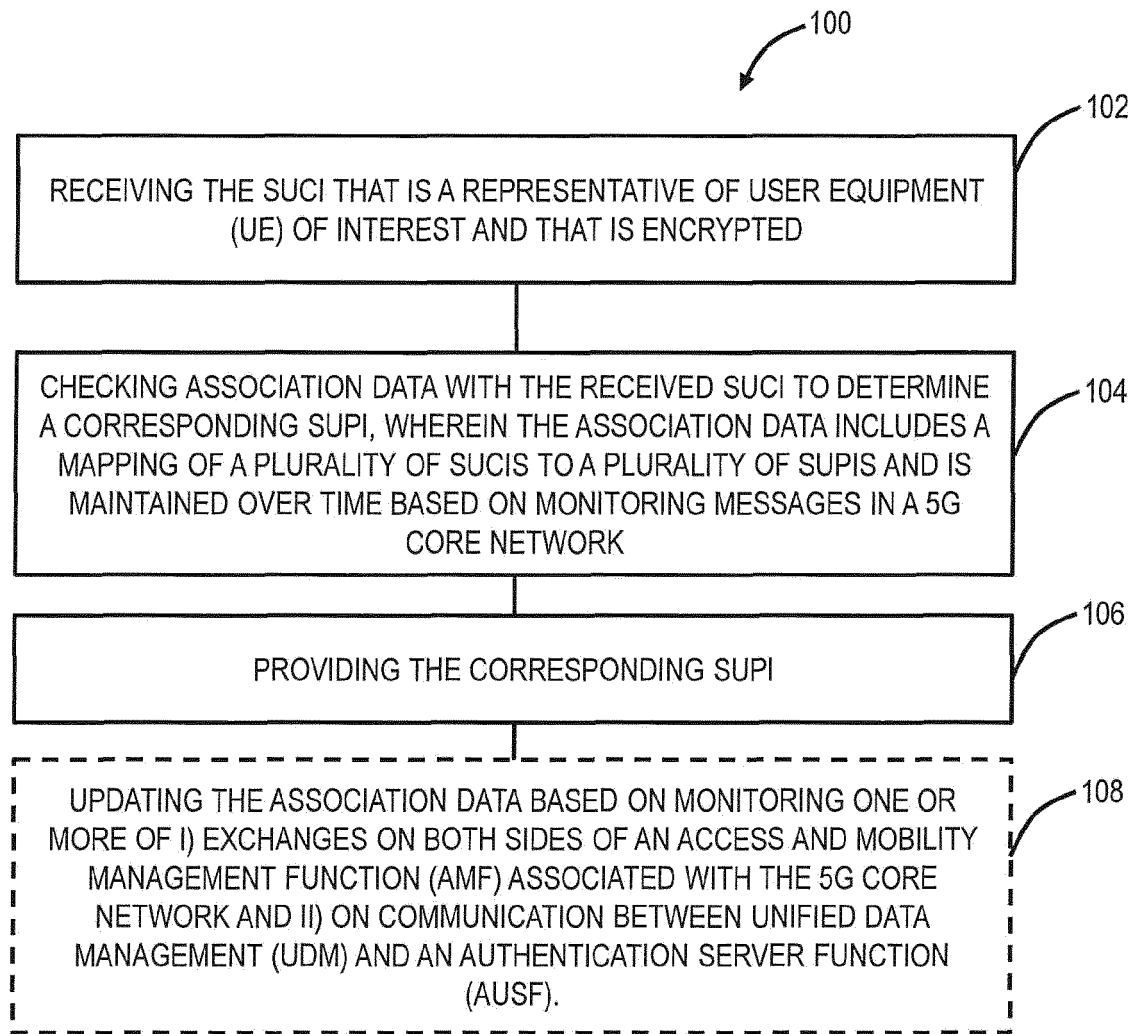 100
102
RECEIVING THE SUCI THAT IS A REPRESENTATIVE OF USER EQUIPMENT
(UE) OF INTEREST AND THAT IS ENCRYPTED
CHECKING ASSOCIATION DATA WITH THE RECEIVED SUCI TO DETERMINE
A CORRESPONDING SUPI, WHEREIN THE ASSOCIATION DATA INCLUDES A
MAPPING OF A PLURALITY OF SUCIS TO A PLURALITY OF SUPIS AND IS
MAINTAINED OVER TIME BASED ON MONITORING MESSAGES IN A 5G
CORE NETWORK
104
PROVIDING THE CORRESPONDING SUPI
106
UPDATING THE ASSOCIATION DATA BASED ON MONITORING ONE OR
MORE OF I) EXCHANGES ON BOTH SIDES OF AN ACCESS AND MOBILITY
MANAGEMENT FUNCTION (AMF) ASSOCIATED WITH THE 5G CORE
NETWORK AND II) ON COMMUNICATION BETWEEN UNIFIED DATA
MANAGEMENT (UDM) AND AN AUTHENTICATION SERVER FUNCTION
(AUSF).
108